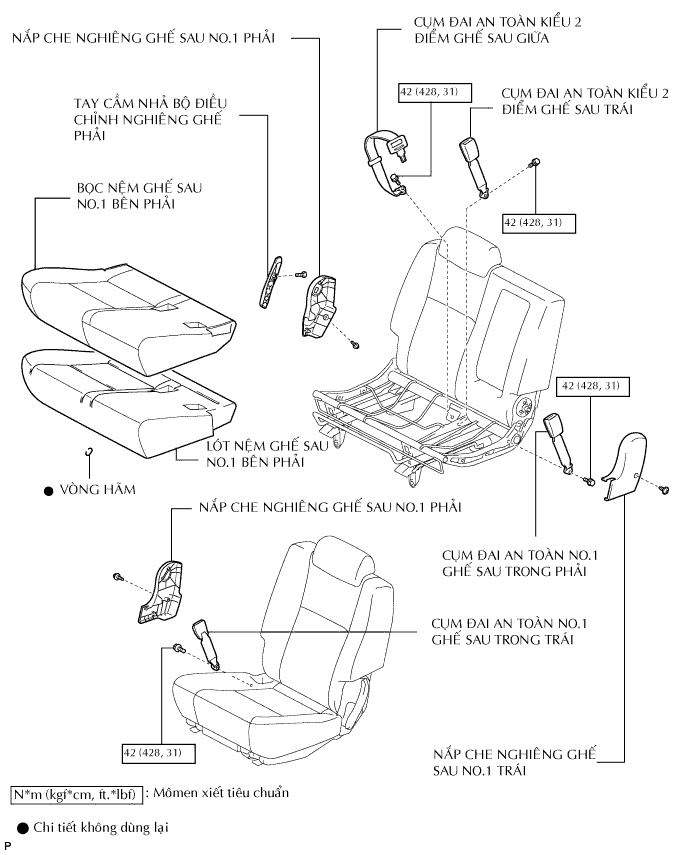 CỤM ĐAI AN TOÀN KIỂU 2
ĐIỂM GHẾ SAU GIỮA
NẮP CHE NGHIÊNG GHẾ SAU NO.1 PHẢI
42 (428, 31)
CỤM ĐAI AN TOÀN KIỂU 2
ĐIỂM GHẾ SAU TRÁI
TAY CẦM NHẢ BỘ ĐIỀU
CHỈNH NGHIÊNG GHẾ
PHẢI
BỌC NỆM GHẾ SAU
NO.1 BÊN PHẢI
42 (428, 31)
42 (428, 31)
LÓT NỆM GHẾ SAU
NO.1 BÊN PHẢI
● VÒNG HÃM
NẮP CHE NGHIÊNG GHẾ SAU NO.1 PHẢI
CỤM ĐAI AN TOÀN NO.1
GHẾ SAU TRONG PHẢI
CỤM ĐAI AN TOÀN NO.1
GHẾ SAU TRONG TRÁI
42 (428, 31)
NẮP CHE NGHIÊNG GHẾ
SAU NO.1 TRÁI
N*m (kgf*cm, ft.*lbf) : Mômen xiết tiêu chuẩn
● Chi tiết không dùng lại
P